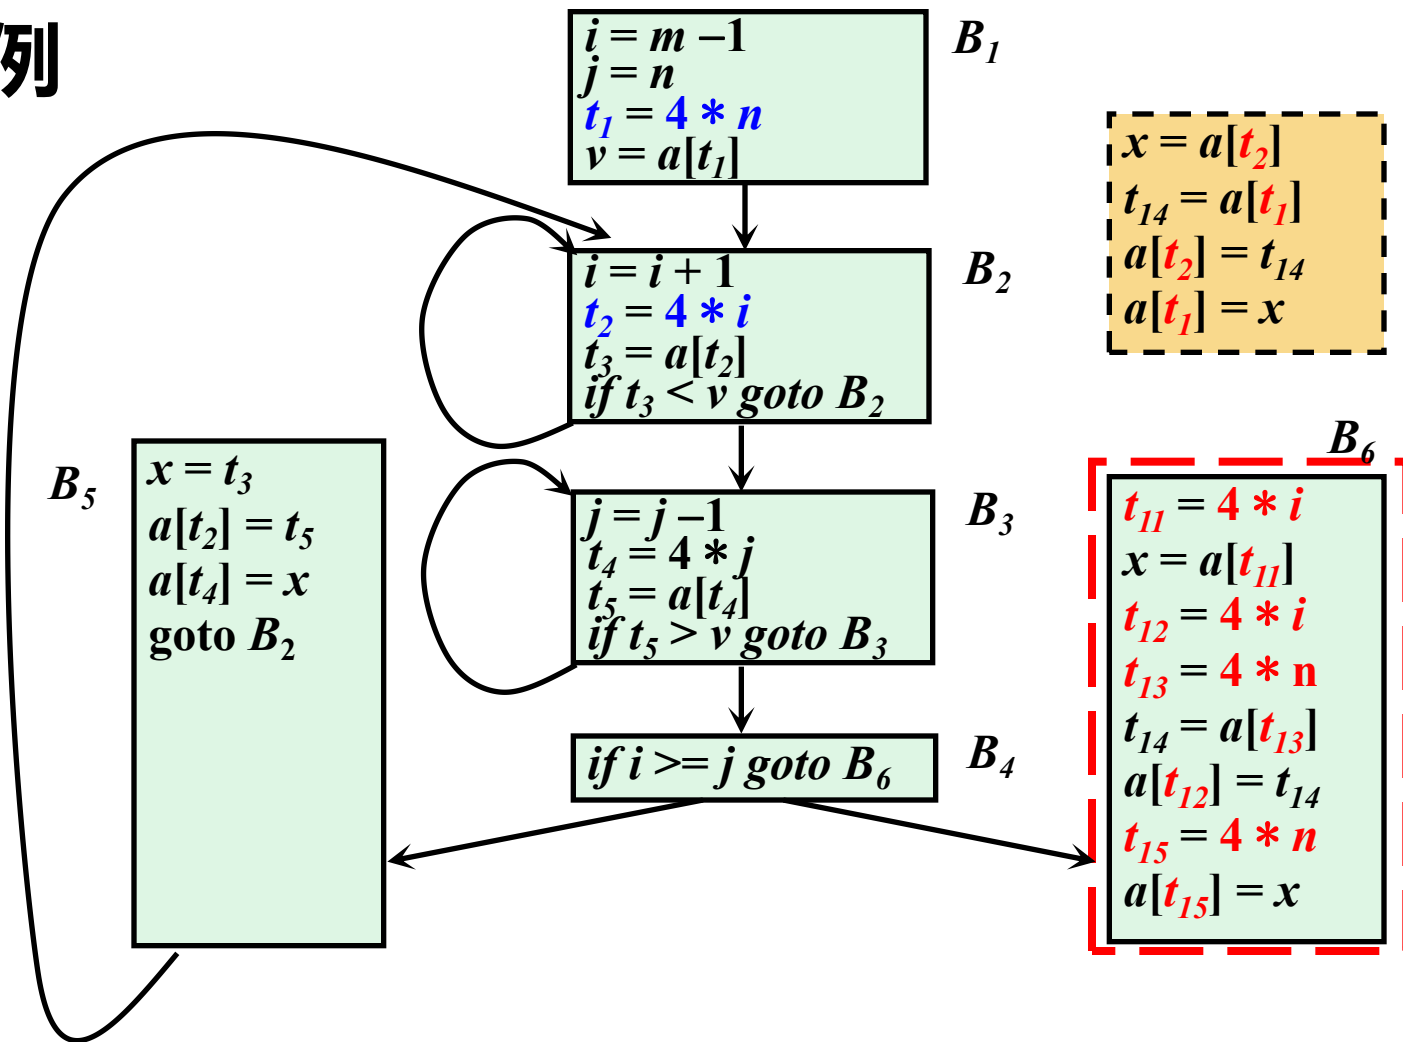 例
i = m –1
j = n
t₁ = 4 * n
v = a[t₁]
B₁
x = a[t₂]
t₁₄ = a[t₁]
a[t₂] = t₁₄
a[t₁] = x
i = i + 1
t₂ = 4 * i
t₃ = a[t₂]
if t₃ < v goto B₂
B₂
B₅
x = t₃
a[t₂] = t₅
a[t₄] = x
goto B₂
j = j –1
t₄ = 4 * j
t₅ = a[t₄]
if t₅ > v goto B₃
B₃
if i >= j goto B₆
B₄
B₆
t₁₁ = 4 * i
x = a[t₁₁]
t₁₂ = 4 * i
t₁₃ = 4 * n
t₁₄ = a[t₁₃]
a[t₁₂] = t₁₄
t₁₅ = 4 * n
a[t₁₅] = x